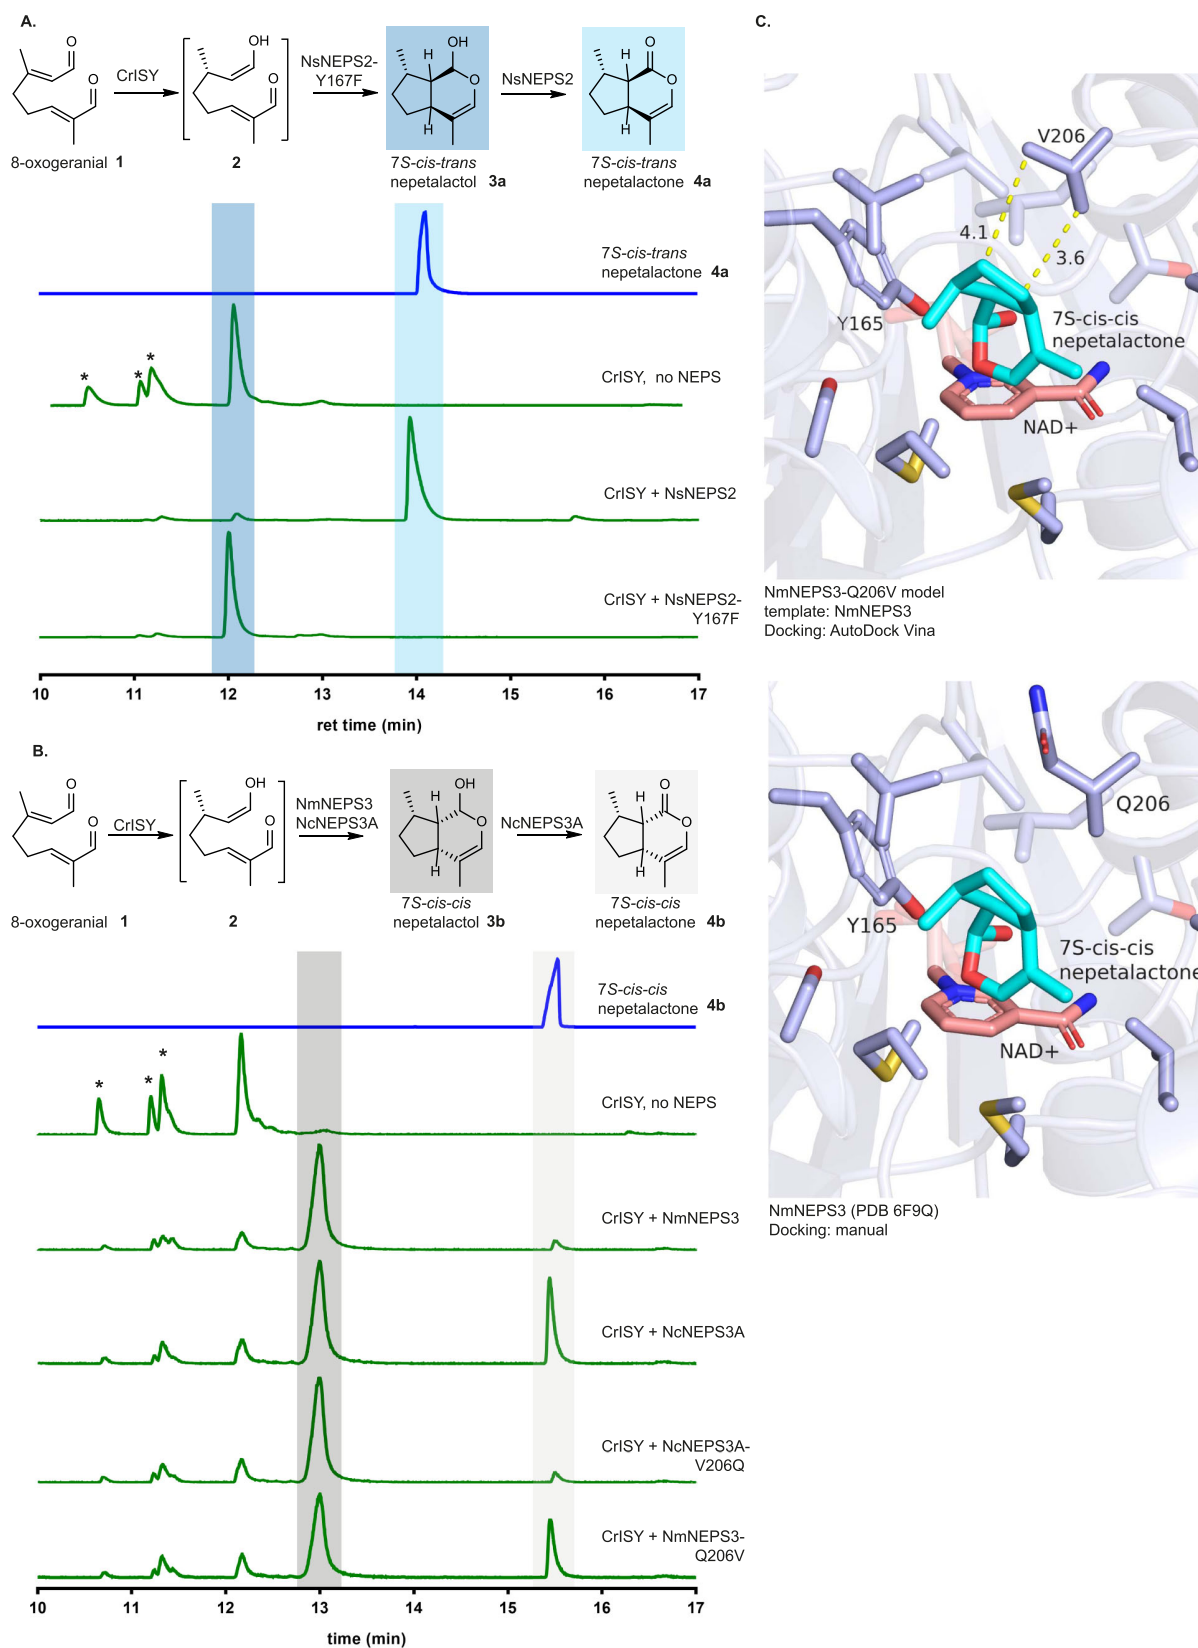 A.
O
O
8-oxogeranial 1
CrISY
OH
O
2
NsNEPS2-
Y167F
H
OH
O
H
7S-cis-trans
nepetalactol 3a
NsNEPS2
H
O
O
H
7S-cis-trans
nepetalactone 4a
7S-cis-trans
nepetalactone 4a
* * *
CrISY, no NEPS
CrISY + NsNEPS2
CrISY + NsNEPS2-
Y167F
10 11 12 13 14 15 16 17
ret time (min)
B.
O
O
8-oxogeranial 1
CrISY
OH
O
2
NmNEPS3
NcNEPS3A
H
OH
O
H
7S-cis-cis
nepetalactol 3b
NcNEPS3A
H
O
O
H
7S-cis-cis
nepetalactone 4b
7S-cis-cis
nepetalactone 4b
* * *
CrISY, no NEPS
CrISY + NmNEPS3
CrISY + NcNEPS3A
CrISY + NcNEPS3A-
V206Q
CrISY + NmNEPS3-
Q206V
10 11 12 13 14 15 16 17
time (min)
C.
V206
4.1
3.6
Y165
7S-cis-cis
nepetalactone
NAD+
NmNEPS3-Q206V model
template: NmNEPS3
Docking: AutoDock Vina
Q206
Y165
7S-cis-cis
nepetalactone
NAD+
NmNEPS3 (PDB 6F9Q)
Docking: manual